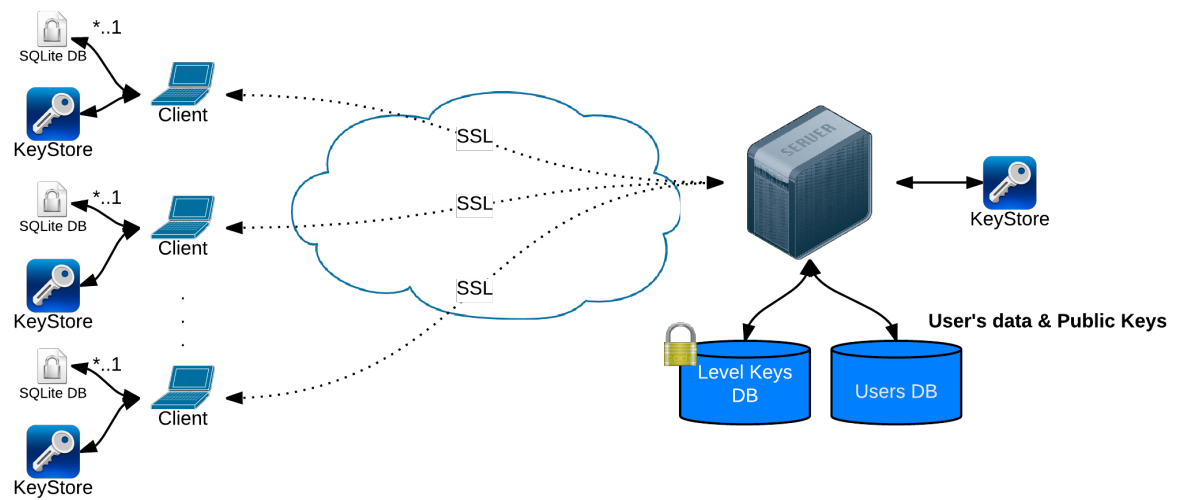 *..1
SQLite DB
Client
KeyStore
SSL
SERVER
*..1
SQLite DB
SSL
KeyStore
Client
KeyStore
SSL
User's data & Public Keys
*..1
SQLite DB
Level Keys
DB
Users DB
Client
KeyStore